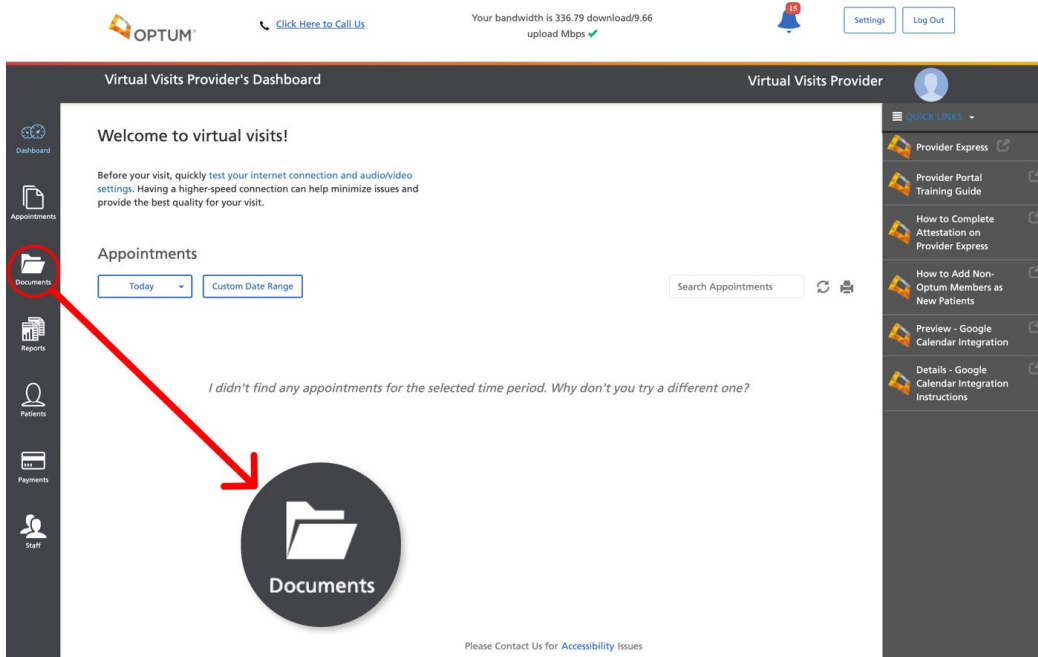 OPTUM®
Click Here to Call Us
Your bandwidth is 336.79 download/9.66
upload Mbps
15
Settings
Log Out
Virtual Visits Provider's Dashboard
Virtual Visits Provider
Dashboard
Appointments
Documents
Reports
Patients
Payments
Staff
Welcome to virtual visits!
Before your visit, quickly test your internet connection and audio/video
settings. Having a higher-speed connection can help minimize issues and
provide the best quality for your visit.
Appointments
Today
Custom Date Range
Search Appointments
I didn't find any appointments for the selected time period. Why don't you try a different one?
Documents
Please Contact Us for Accessibility Issues
QUICK LINKS
Provider Express
Provider Portal
Training Guide
How to Complete
Attestation on
Provider Express
How to Add Non-
Optum Members as
New Patients
Preview - Google
Calendar Integration
Details - Google
Calendar Integration
Instructions